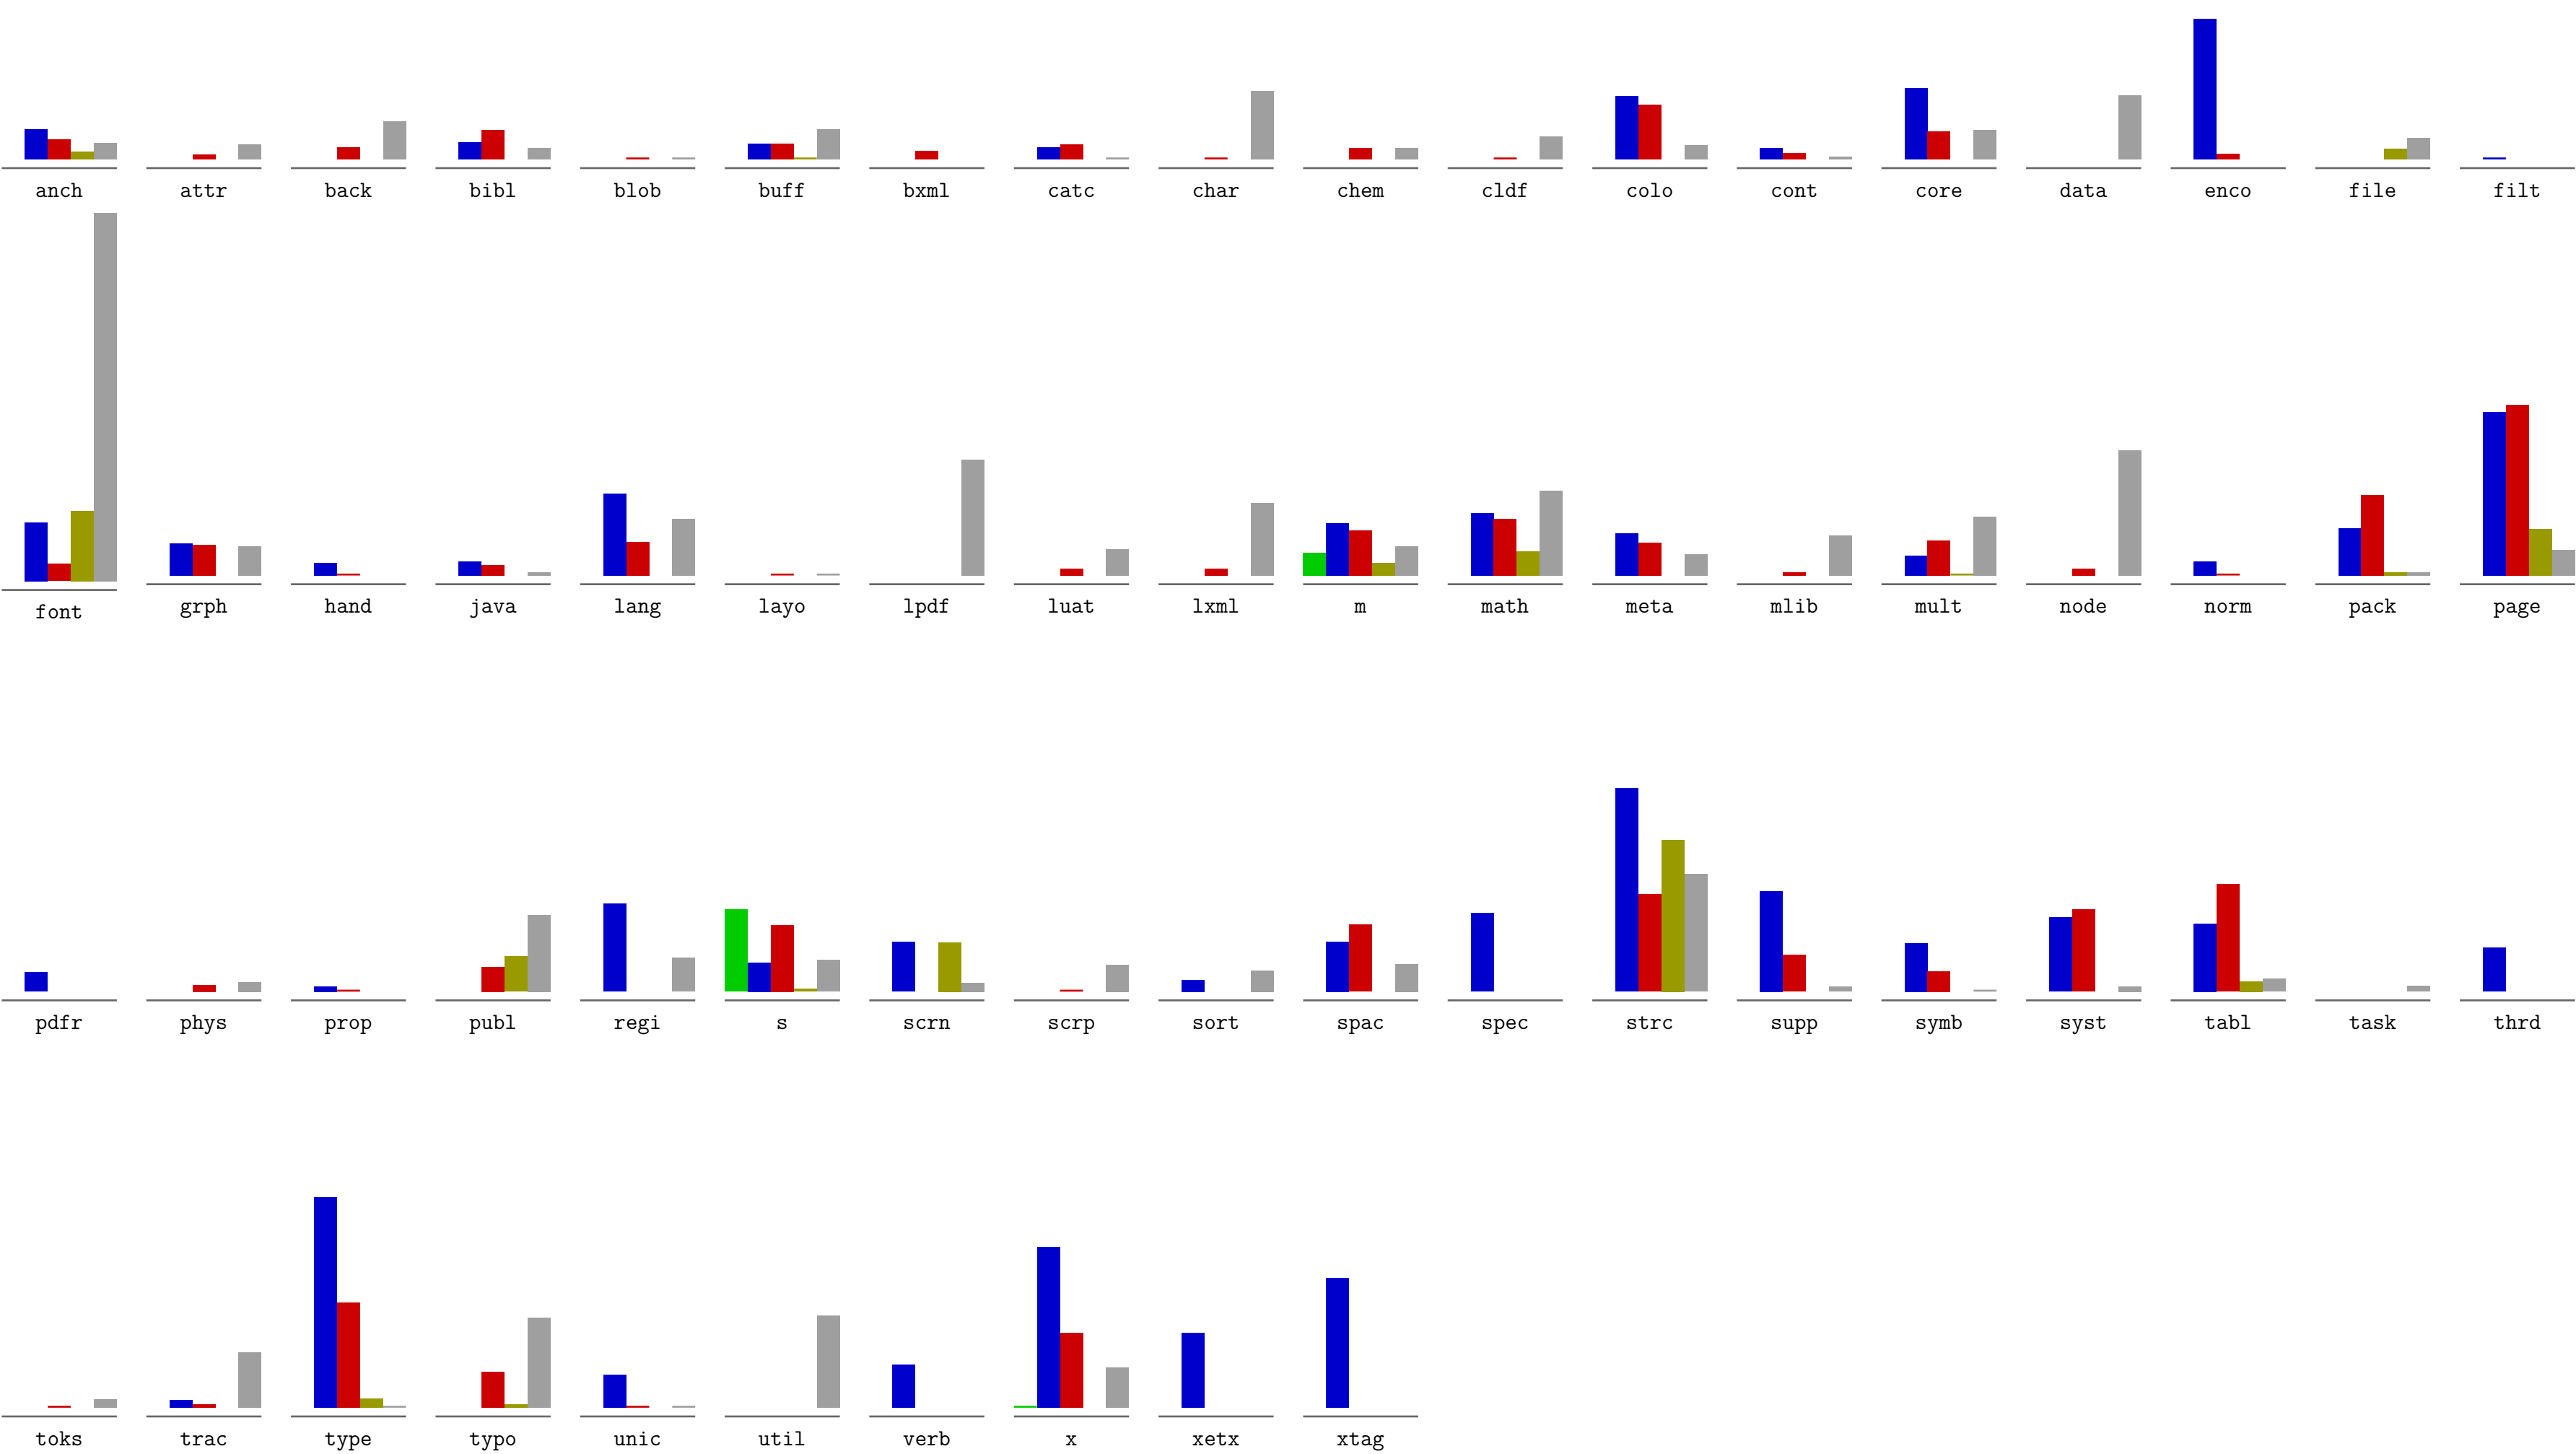 anch attr back bibl blob buff bxml catc char chem cldf colo cont core data enco file filt
font grph hand java lang layo lpdf luat lxml m math meta mlib mult node norm pack page
pdfr phys prop publ regi s scrn scrp sort spac spec strc supp symb syst tabl task thrd
toks trac type typo unic util verb x xetx xtag